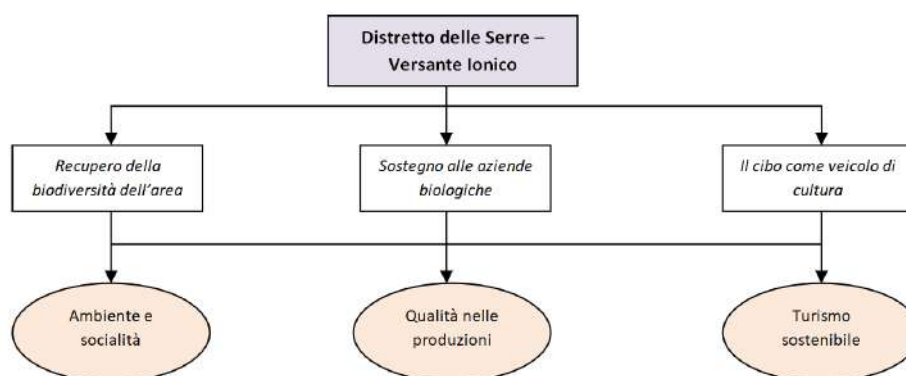 Distretto delle Serre –
Versante Ionico
Recupero della
biodiversità dell'area
Sostegno alle aziende
biologiche
Il cibo come veicolo di
cultura
Ambiente e
socialità
Qualità nelle
produzioni
Turismo
sostenibile